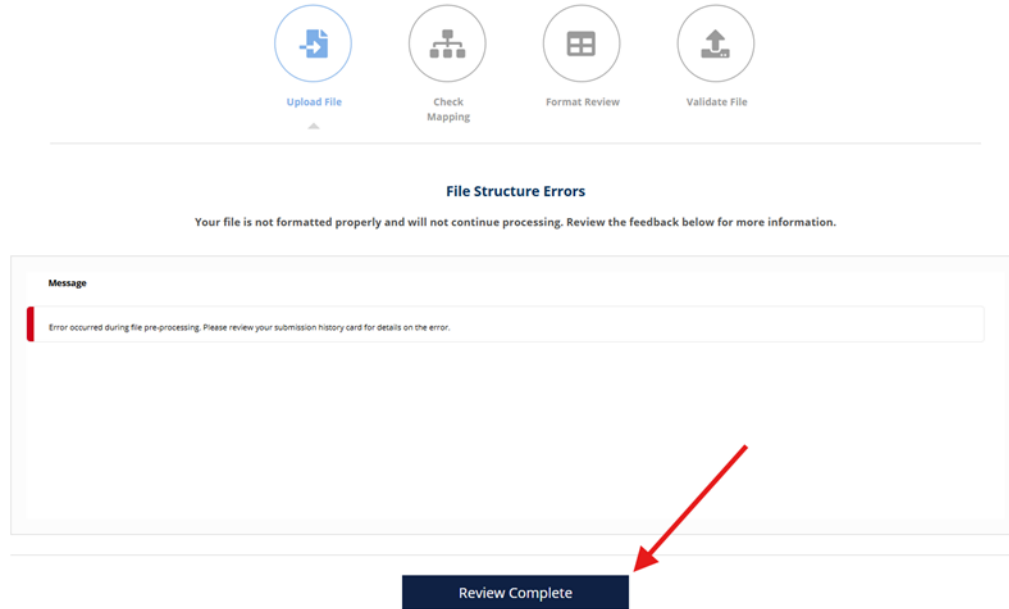 Upload File
Check
Mapping
Format Review
Validate File
File Structure Errors
Your file is not formatted properly and will not continue processing. Review the feedback below for more information.
Message
Error occurred during file pre-processing. Please review your submission history card for details on the error.
Review Complete